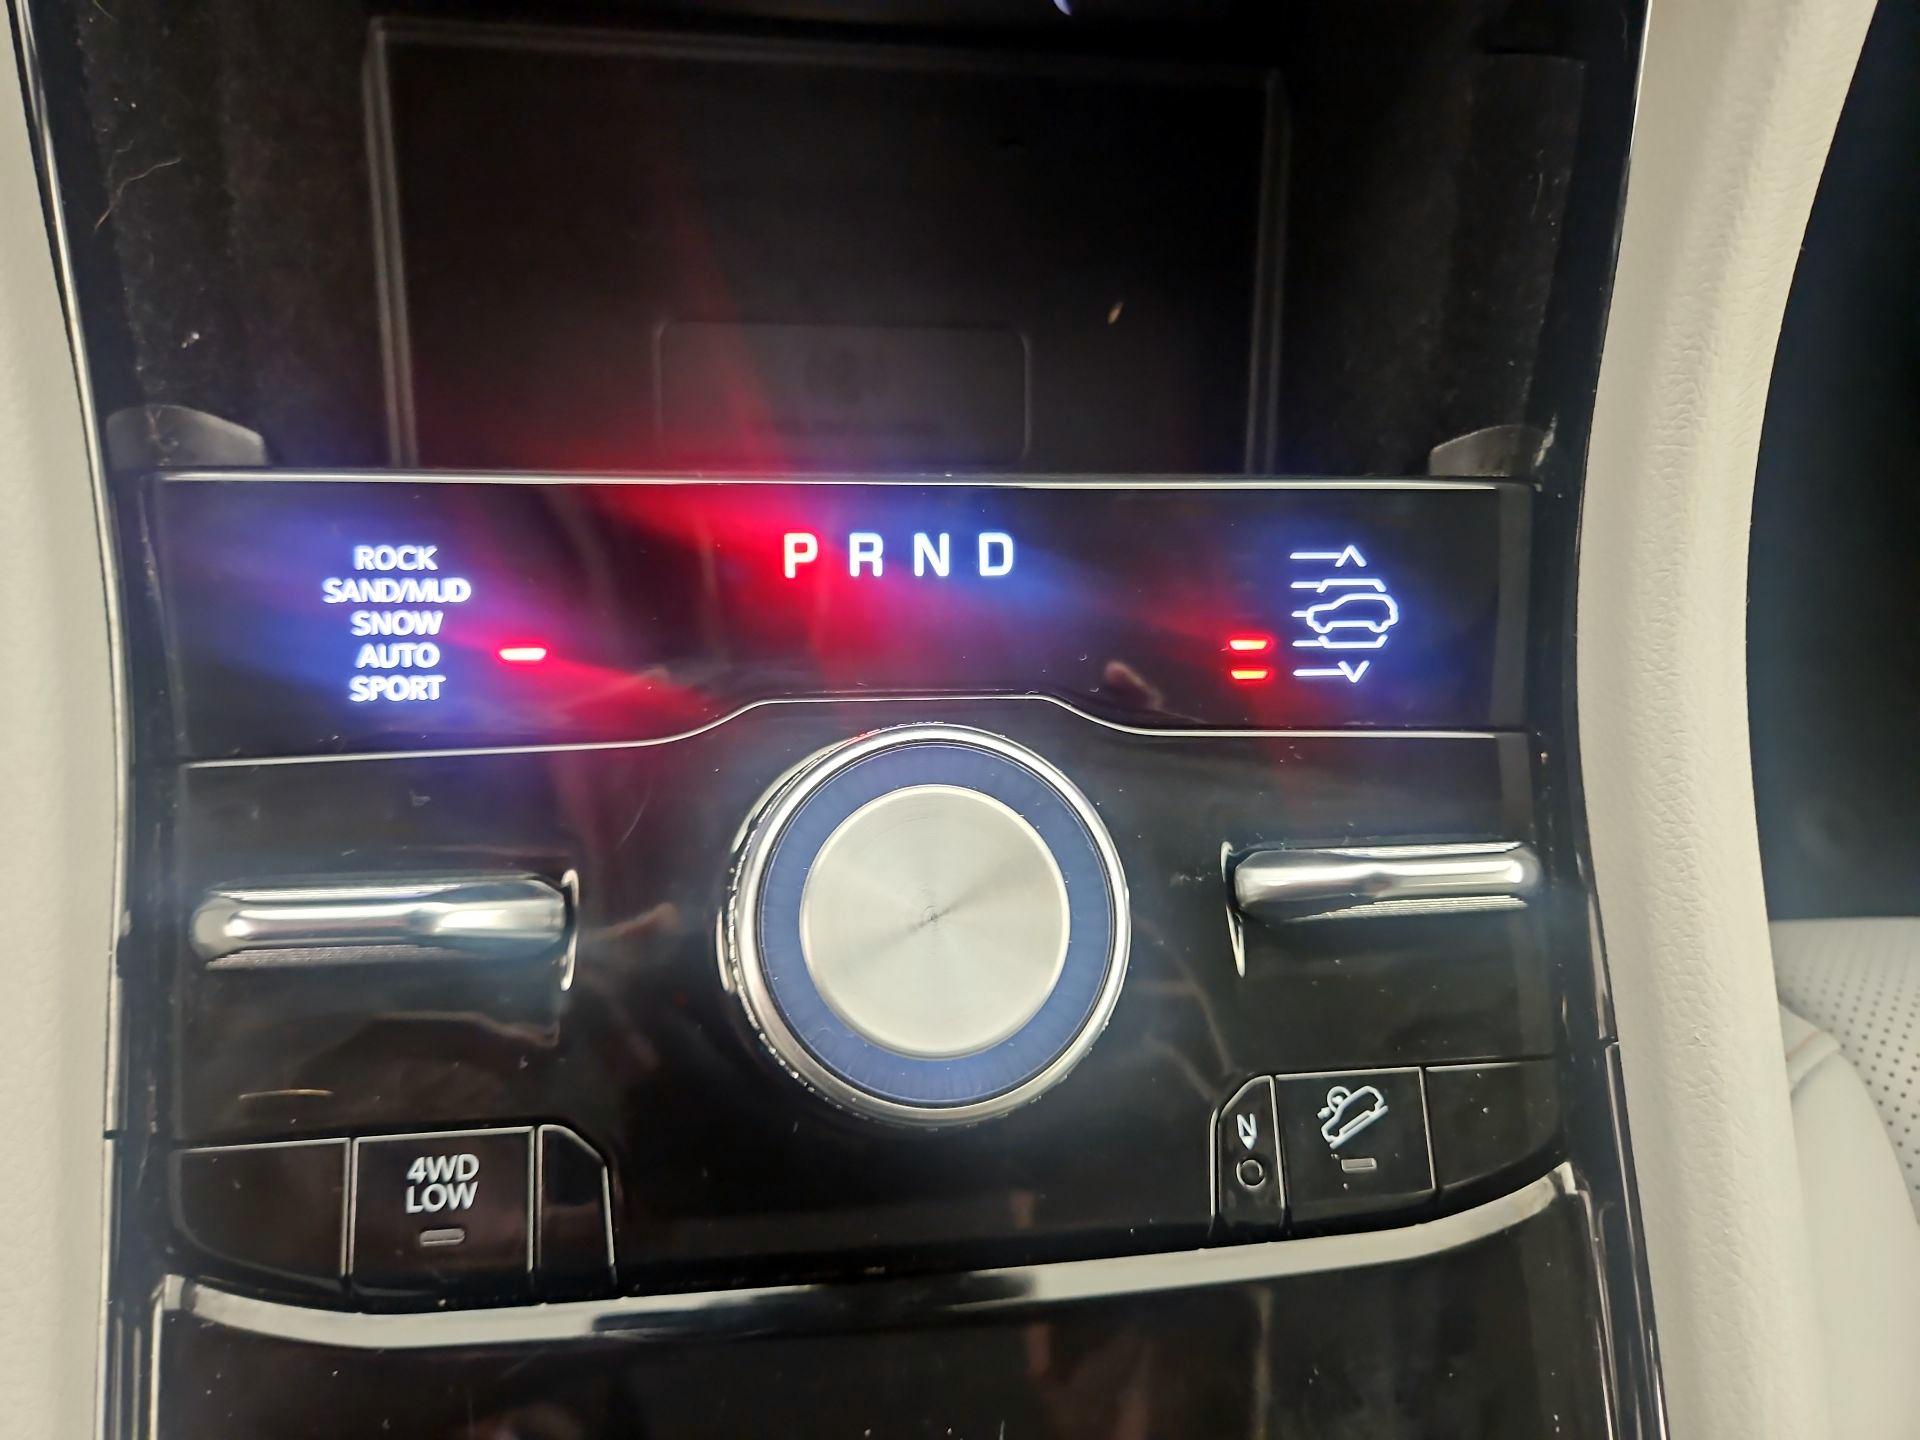 P R N D
ROCK
SAND/MUD
SNOW
AUTO
SPORT
4WD
LOW
N